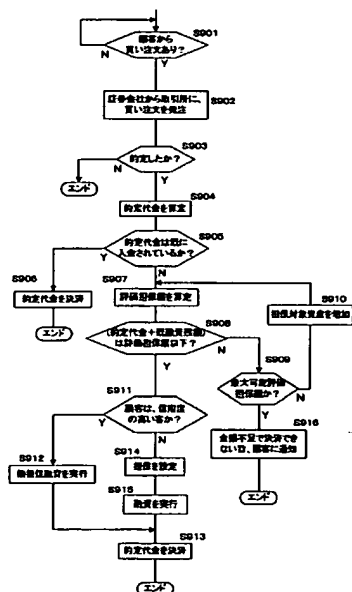 S901
顧客から
買い注文あり？
N
Y
証券会社から取引所に、
買い注文を発注
S902
S903
約定したか？
N
Y
エンド
S904
約定代金を算定
S905
約定代金は既に
入金されているか？
Y
N
S906
約定代金を決済
エンド
S907
評価担保額を算定
S910
担保対象資産を増加
S908
(約定代金＋既融資残額)
は評価担保額以下？
N
Y
S909
最大可能評価
担保額か？
N
Y
S916
金額不足で決済でき
ない旨、顧客に通知
エンド
S911
顧客は、信用度
の高い客か？
Y
N
S912
無担保融資を実行
S914
担保を設定
S915
融資を実行
S913
約定代金を決済
エンド